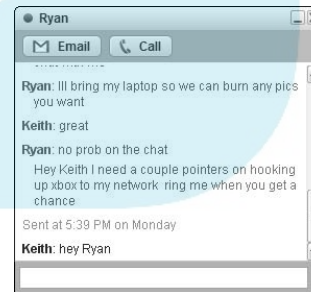 Ryan
Email
Call
Ryan: Ill bring my laptop so we can burn any pics
you want
Keith: great
Ryan: no prob on the chat
Hey Keith I need a couple pointers on hooking
up xbox to my network ring me when you get a
chance
Sent at 5:39 PM on Monday
Keith: hey Ryan